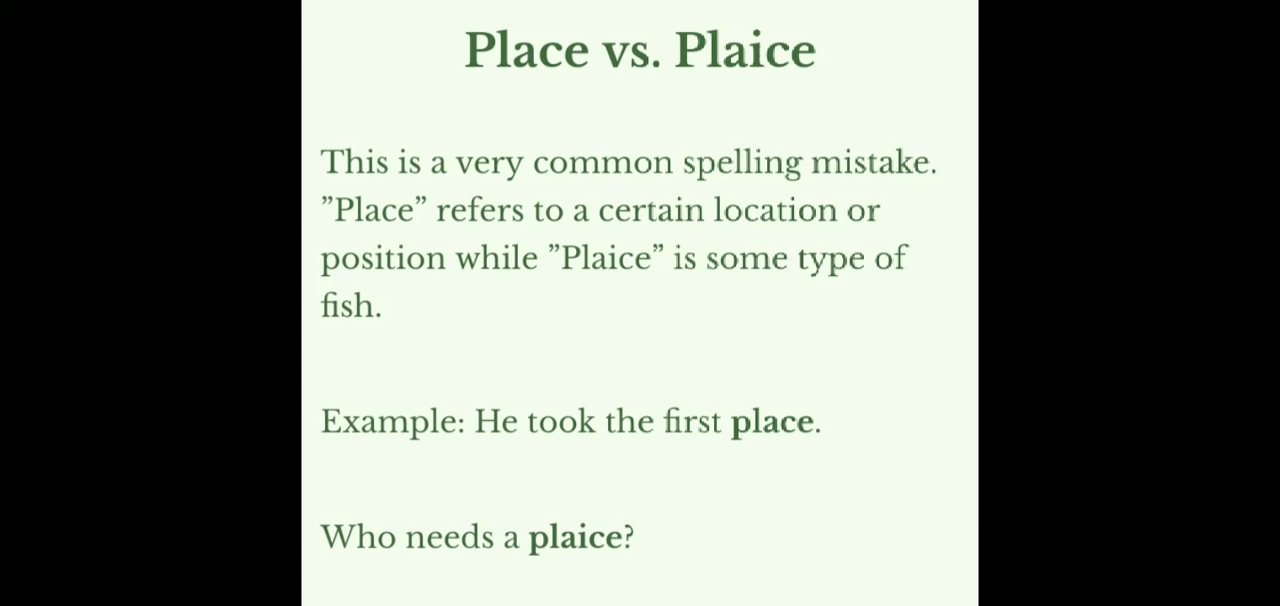 Place vs. Plaice
This is a very common spelling mistake.
”Place” refers to a certain location or
position while ”Plaice” is some type of
fish.
Example: He took the first place.
Who needs a plaice?